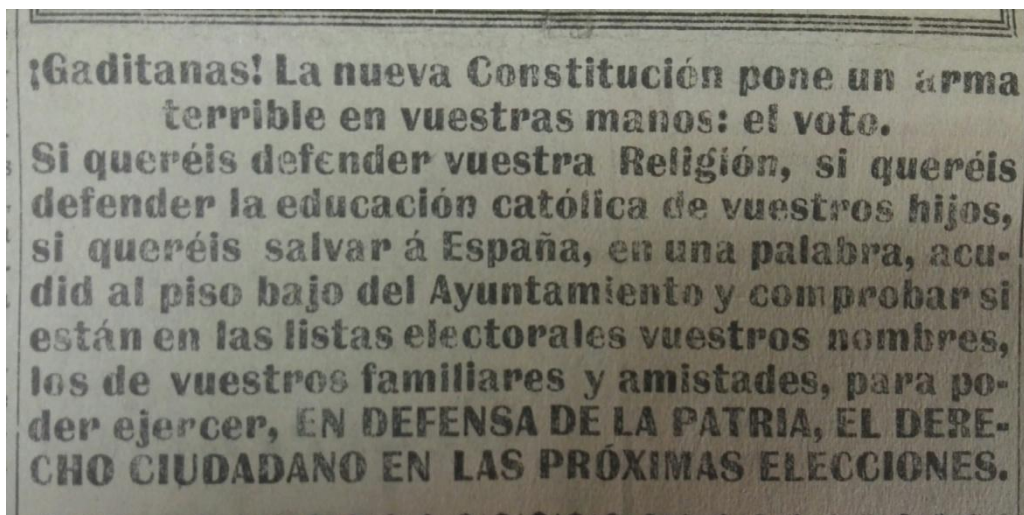 ¡Gaditanas! La nueva Constitución pone un arma
terrible en vuestras manos: el voto.
Si queréis defender vuestra Religión, si queréis
defender la educación católica de vuestros hijos,
si queréis salvar á España, en una palabra, acu-
did al piso bajo del Ayuntamiento y comprobar si
están en las listas electorales vuestros nombres,
los de vuestros familiares y amistades, para po-
der ejercer, EN DEFENSA DE LA PATRIA, EL DERE-
CHO CIUDADANO EN LAS PRÓXIMAS ELECCIONES.